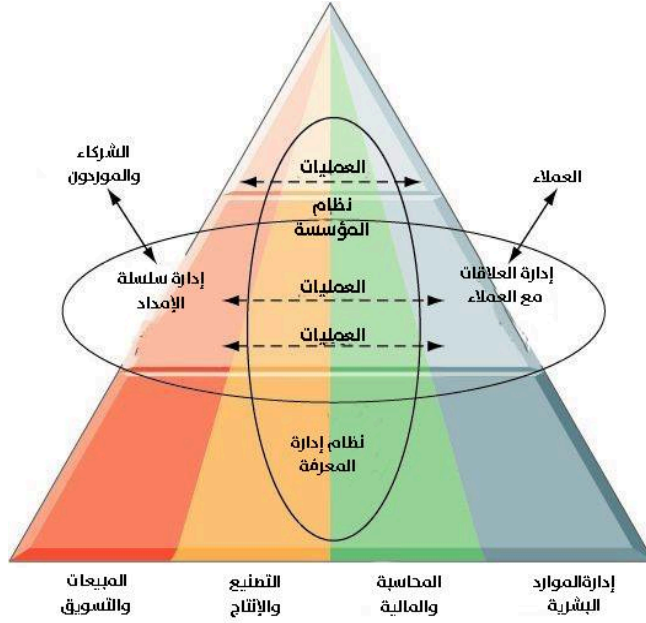 العمليات
نظام
المؤسسة
الشركاء
والموردون
العملاء
إدارة سلسلة
الإمداد
إدارة العلاقات
مع العملاء
العمليات
العمليات
نظام إدارة
المعرفة
إدارةالموارد
البشرية
المحاسبة
والمالية
التصنيع
والإنتاج
المبيعات
والتسويق